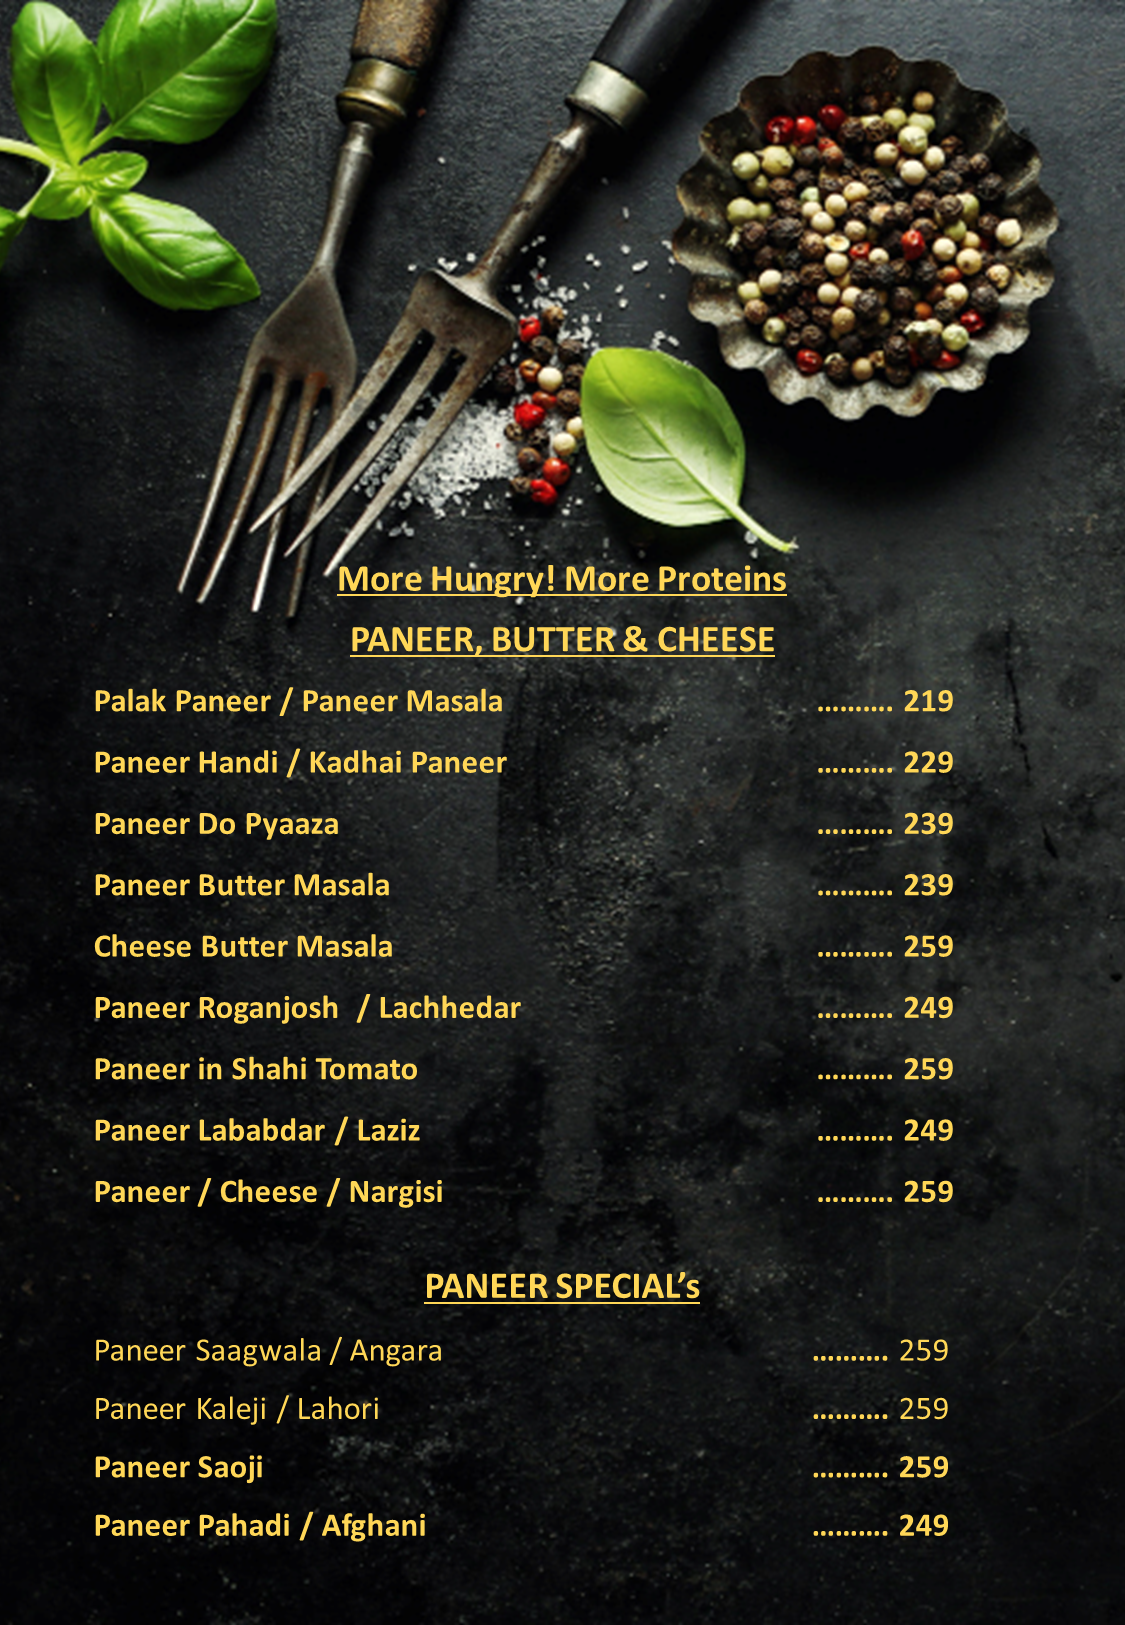 More Hungry! More Proteins
PANEER, BUTTER & CHEESE
Palak Paneer / Paneer Masala .......... 219
Paneer Handi / Kadhai Paneer .......... 229
Paneer Do Pyaaza .......... 239
Paneer Butter Masala .......... 239
Cheese Butter Masala .......... 259
Paneer Roganjosh / Lachhedar .......... 249
Paneer in Shahi Tomato .......... 259
Paneer Lababdar / Laziz .......... 249
Paneer / Cheese / Nargisi .......... 259
PANEER SPECIAL’s
Paneer Saagwala / Angara .......... 259
Paneer Kaleji / Lahori .......... 259
Paneer Saoji .......... 259
Paneer Pahadi / Afghani .......... 249